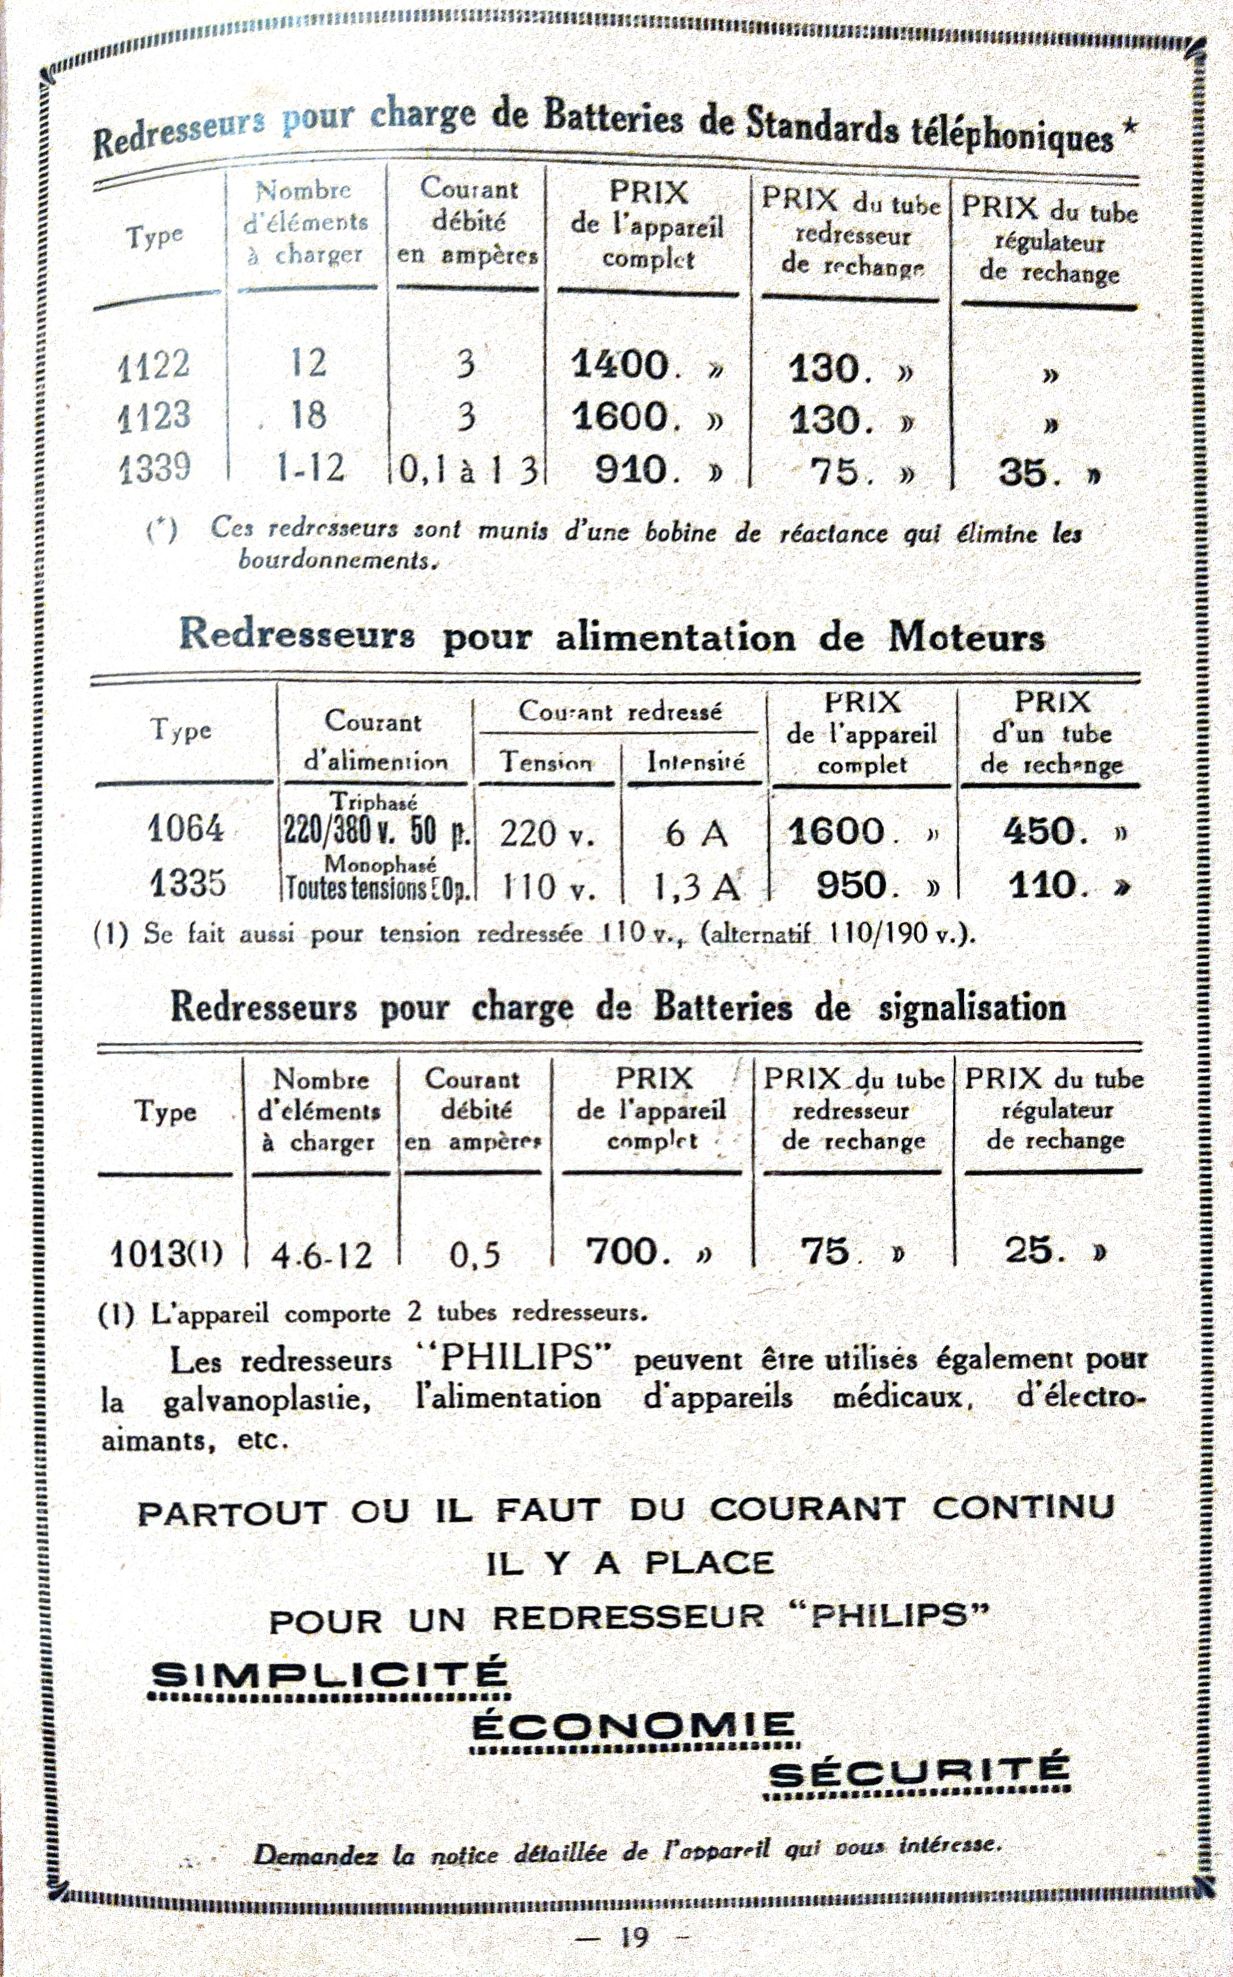 Redresseurs pour charge de Batteries de Standards téléphoniques *
Type | Nombre d'éléments à charger | Courant débité en ampères | PRIX de l'appareil complet | PRIX du tube redresseur de rechange | PRIX du tube régulateur de rechange
1122 | 12 | 3 | 1400. » | 130. » | »
1123 | 18 | 3 | 1600. » | 130. » | »
1339 | 1-12 | 0,1 à 1 3 | 910. » | 75. » | 35. »
(*) Ces redresseurs sont munis d'une bobine de réactance qui élimine les
bourdonnements.
Redresseurs pour alimentation de Moteurs
Type | Courant d'alimention | Courant redressé Tension | Intensité | PRIX de l'appareil complet | PRIX d'un tube de rechange
1064 | Triphasé 220/380 v. 50 p. | 220 v. | 6 A | 1600. » | 450. »
1335 | Monophasé Toutes tensions 50p. | 110 v. | 1,3 A | 950. » | 110. »
(1) Se fait aussi pour tension redressée 110 v., (alternatif 110/190 v.).
Redresseurs pour charge de Batteries de signalisation
Type | Nombre d'éléments à charger | Courant débité en ampères | PRIX de l'appareil complet | PRIX du tube redresseur de rechange | PRIX du tube régulateur de rechange
1013(1) | 4.6-12 | 0,5 | 700. » | 75. » | 25. »
(1) L'appareil comporte 2 tubes redresseurs.
Les redresseurs "PHILIPS" peuvent être utilisés également pour
la galvanoplastie, l'alimentation d'appareils médicaux, d'électro-
aimants, etc.
PARTOUT OU IL FAUT DU COURANT CONTINU
IL Y A PLACE
POUR UN REDRESSEUR "PHILIPS"
SIMPLICITÉ
ÉCONOMIE
SÉCURITÉ
Demandez la notice détaillée de l'appareil qui vous intéresse.
— 19 –